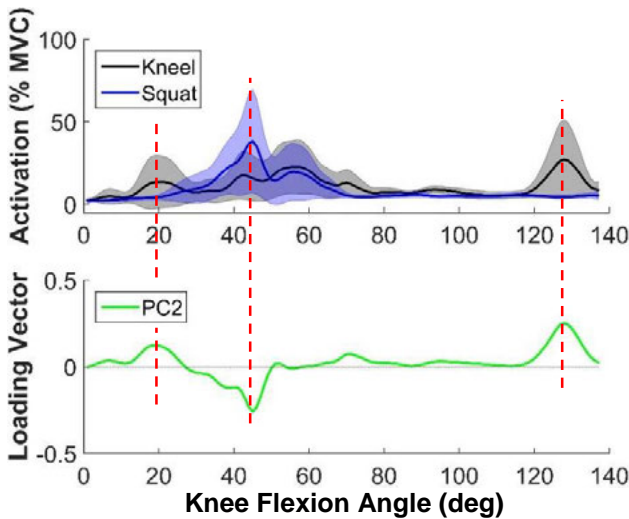 Activation (% MVC)
100
50
0
Kneel
Squat
0 20 40 60 80 100 120 140
Loading Vector
0.5
0
-0.5
PC2
0 20 40 60 80 100 120 140
Knee Flexion Angle (deg)